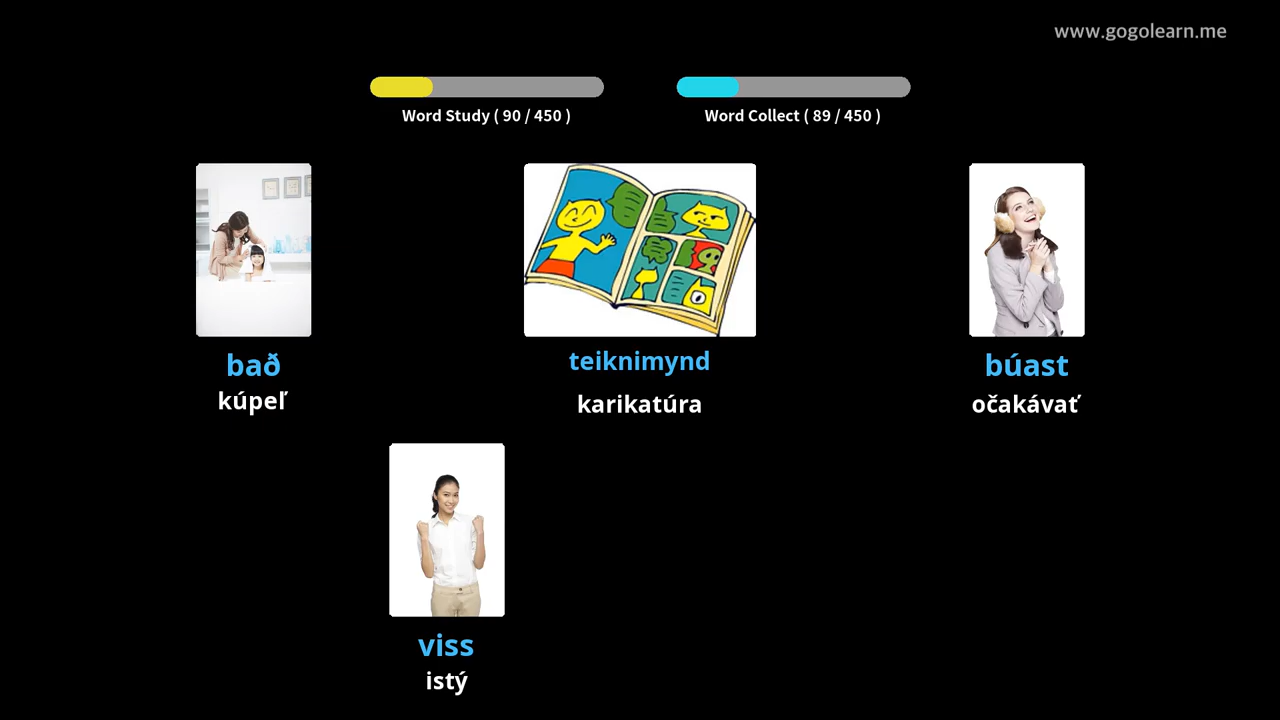 www.gogolearn.me
Word Study ( 90 / 450 )
Word Collect ( 89 / 450 )
bað
kúpeľ
teiknimynd
karikatúra
búast
očakávať
viss
istý